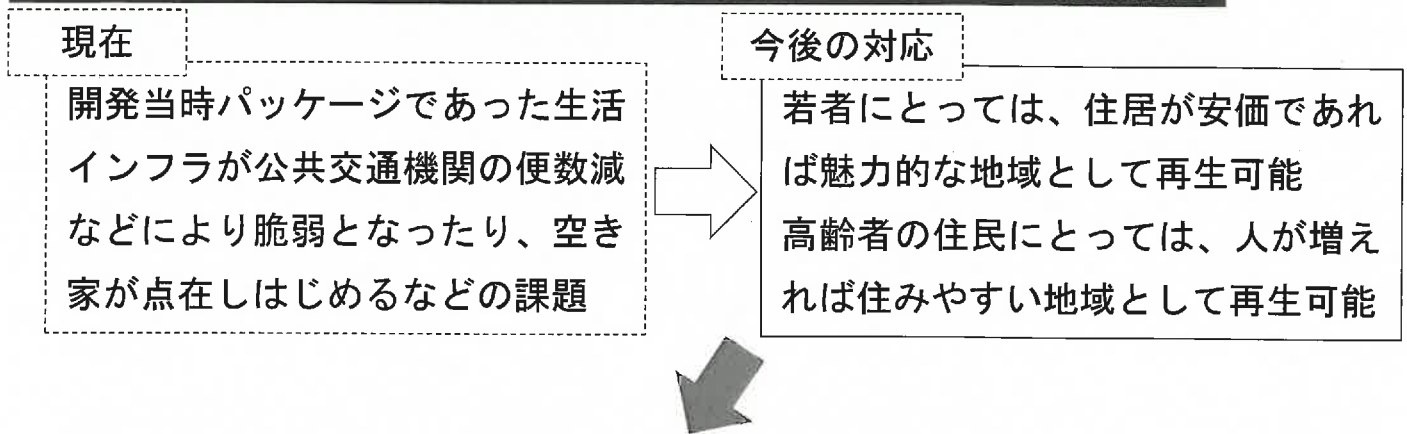 現在
開発当時パッケージであった生活
インフラが公共交通機関の便数減
などにより脆弱となったり、空き
家が点在しはじめるなどの課題
今後の対応
若者にとっては、住居が安価であれ
ば魅力的な地域として再生可能
高齢者の住民にとっては、人が増え
れば住みやすい地域として再生可能